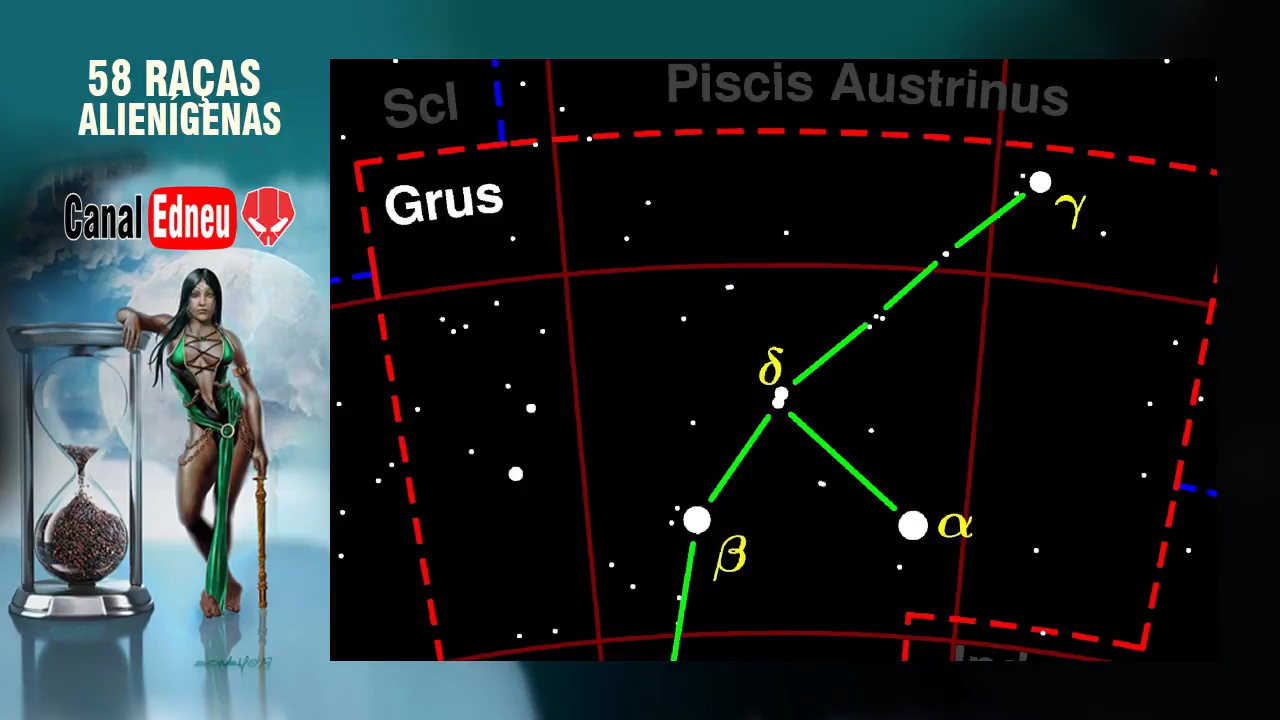 58 RAÇAS
ALIENÍGENAS
Canal Edneu
Scl
Piscis Austrinus
Grus
γ
δ
β
α